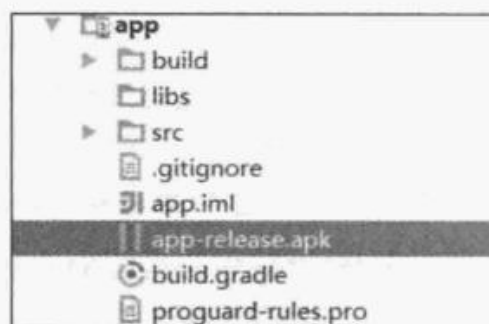 app
build
libs
src
.gitignore
app.iml
app-release.apk
build.gradle
proguard-rules.pro